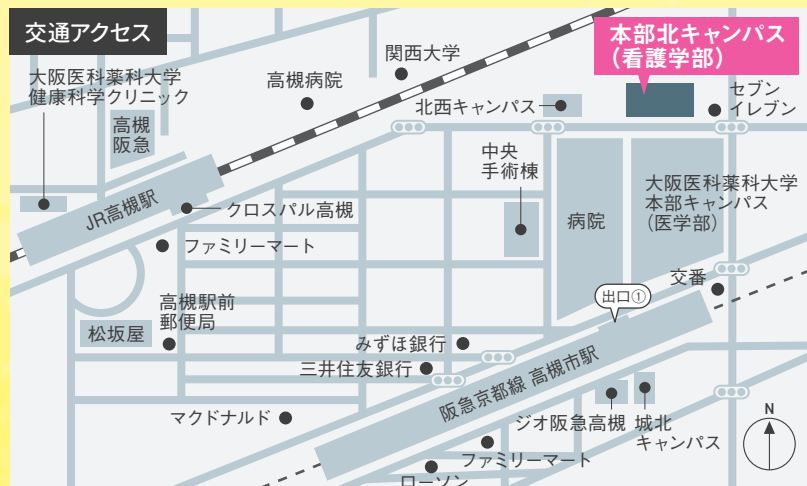 交通アクセス
本部北キャンパス
(看護学部)
関西大学
大阪医科薬科大学
健康科学クリニック
高槻病院
セブン
イレブン
北西キャンパス
高槻
阪急
中央
手術棟
大阪医科薬科大学
本部キャンパス
(医学部)
JR高槻駅
クロスパル高槻
病院
ファミリーマート
交番
出口①
高槻駅前
郵便局
松坂屋
みずほ銀行
三井住友銀行
阪急京都線 高槻市駅
マクドナルド
ジオ阪急高槻
城北
キャンパス
N
ファミリーマート
ローソン